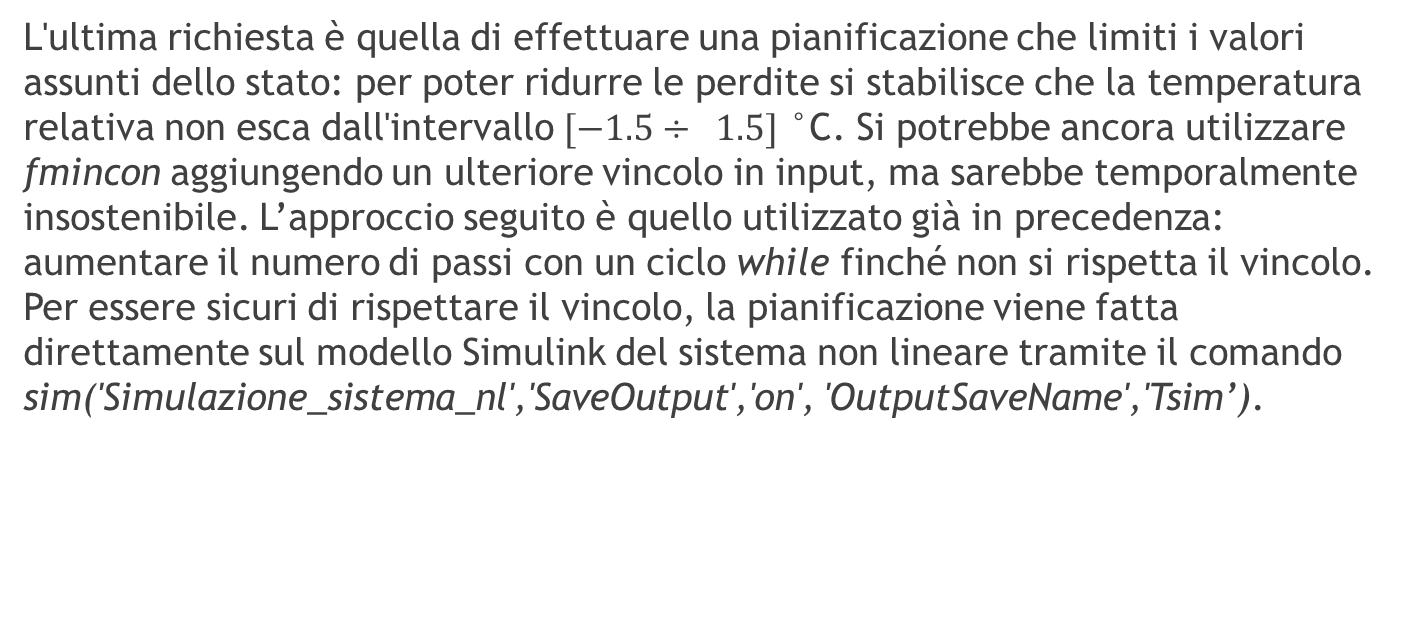 L'ultima richiesta è quella di effettuare una pianificazione che limiti i valori
assunti dello stato: per poter ridurre le perdite si stabilisce che la temperatura
relativa non esca dall'intervallo [−1.5 ÷ 1.5] °C. Si potrebbe ancora utilizzare
fmincon aggiungendo un ulteriore vincolo in input, ma sarebbe temporalmente
insostenibile. L’approccio seguito è quello utilizzato già in precedenza:
aumentare il numero di passi con un ciclo while finché non si rispetta il vincolo.
Per essere sicuri di rispettare il vincolo, la pianificazione viene fatta
direttamente sul modello Simulink del sistema non lineare tramite il comando
sim('Simulazione_sistema_nl','SaveOutput','on', 'OutputSaveName','Tsim’).